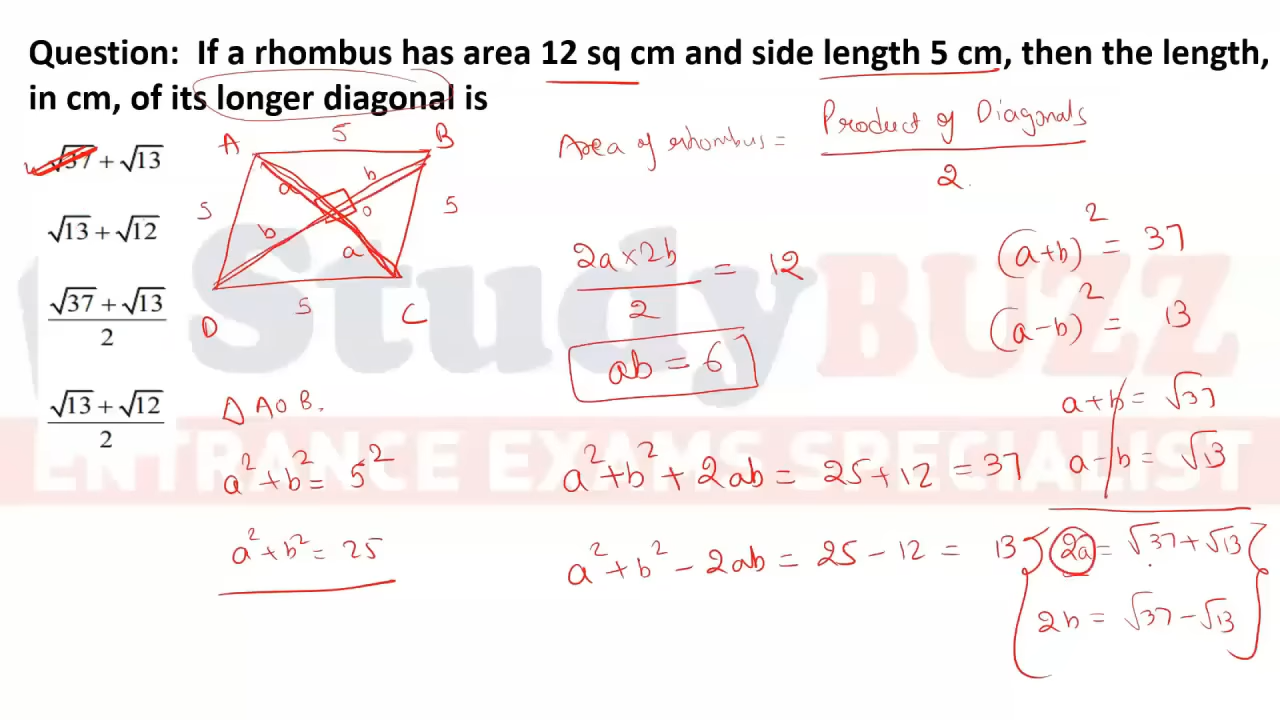 Question: If a rhombus has area 12 sq cm and side length 5 cm, then the length,
in cm, of its longer diagonal is
√37 + √13
√13 + √12
√37 + √13
2
√13 + √12
2
A 5 B
5 a b o 5
b a
D 5 C
Δ AOB.
a² + b² = 5²
a² + b² = 25
Area of rhombus = Product of Diagonals
2
2a × 2b = 12
2
ab = 6
a² + b² + 2ab = 25 + 12 = 37
a² + b² − 2ab = 25 − 12 = 13
(a+b)² = 37
(a−b)² = 13
a + b = √37
a − b = √13
2a = √37 + √13
2b = √37 − √13
StudyBUZZ
ENTRANCE EXAMS SPECIALIST